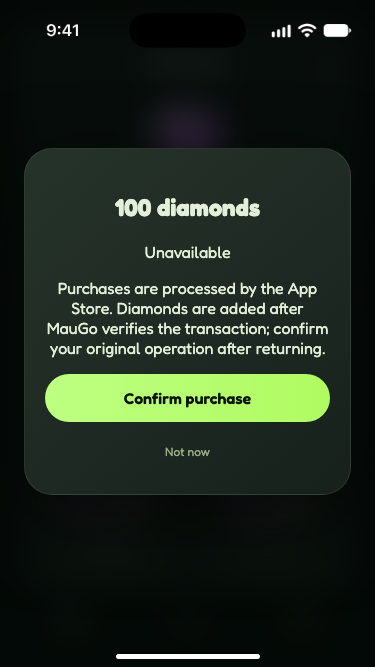 9:41
100 diamonds
Unavailable
Purchases are processed by the App
Store. Diamonds are added after
MauGo verifies the transaction; confirm
your original operation after returning.
Confirm purchase
Not now